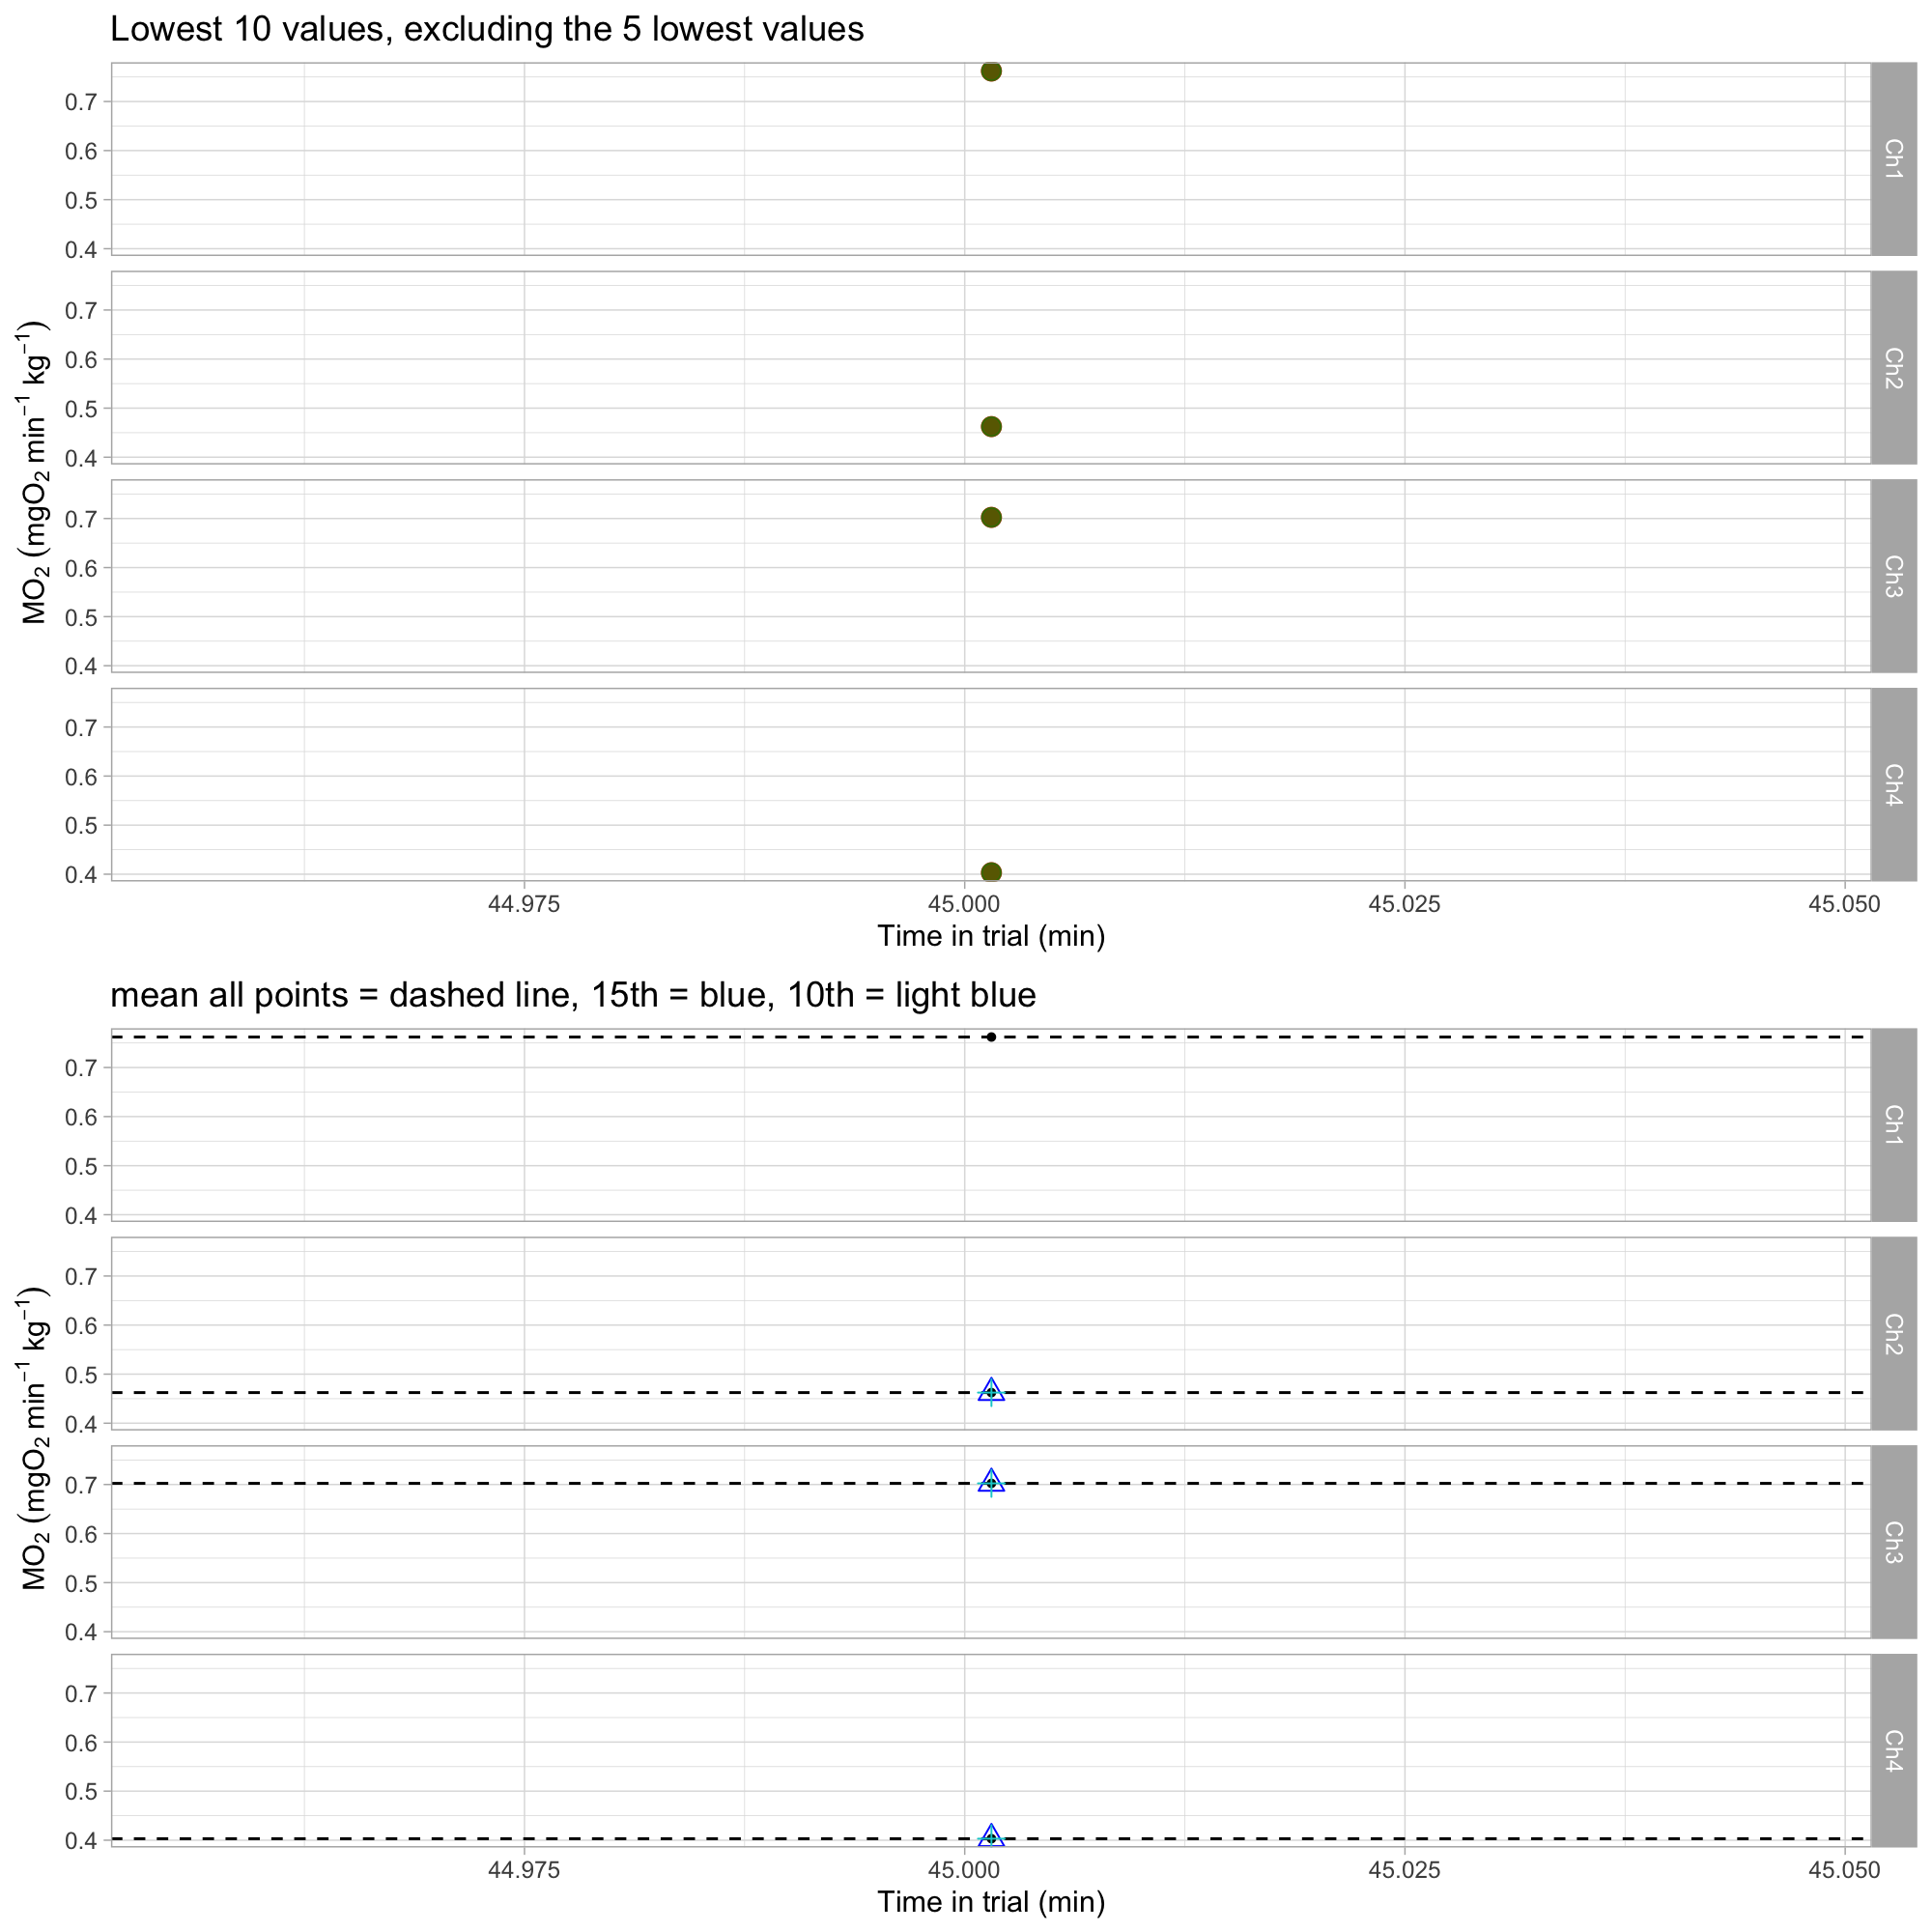 Lowest 10 values, excluding the 5 lowest values
0.7
0.6
0.5
0.4
Ch1
0.7
0.6
0.5
0.4
Ch2
0.7
0.6
0.5
0.4
Ch3
0.7
0.6
0.5
0.4
Ch4
MO₂ (mgO₂ min⁻¹ kg⁻¹)
44.975 45.000 45.025 45.050
Time in trial (min)
mean all points = dashed line, 15th = blue, 10th = light blue
0.7
0.6
0.5
0.4
Ch1
0.7
0.6
0.5
0.4
Ch2
0.7
0.6
0.5
0.4
Ch3
0.7
0.6
0.5
0.4
Ch4
MO₂ (mgO₂ min⁻¹ kg⁻¹)
44.975 45.000 45.025 45.050
Time in trial (min)